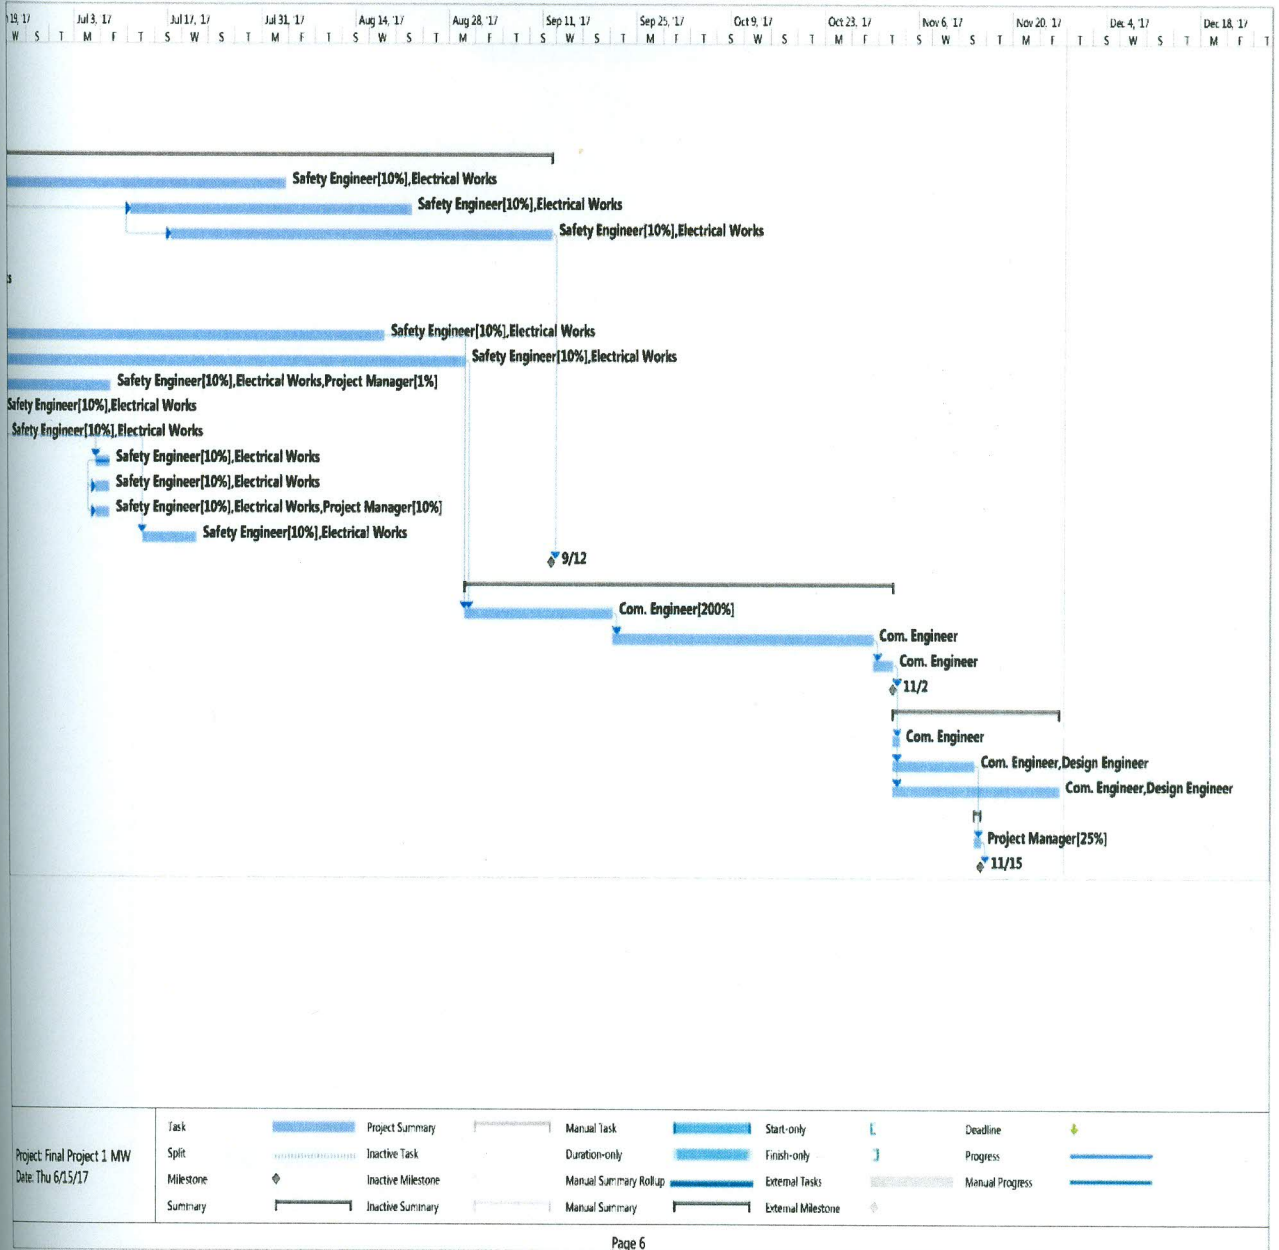 19, 17 Jul 3, '17 Jul 17, '17 Jul 31, '17 Aug 14, '17 Aug 28, '17 Sep 11, '17 Sep 25, '17 Oct 9, '17 Oct 23, '17 Nov 6, '17 Nov 20, '17 Dec 4, '17 Dec 18, '17
W S T M F T S W S T M F T S W S T M F T S W S T M F T S W S T M F T S W S T M F T S W S T M F T
Safety Engineer[10%],Electrical Works
Safety Engineer[10%],Electrical Works
Safety Engineer[10%],Electrical Works
s
Safety Engineer[10%],Electrical Works
Safety Engineer[10%],Electrical Works
Safety Engineer[10%],Electrical Works,Project Manager[1%]
Safety Engineer[10%],Electrical Works
Safety Engineer[10%],Electrical Works
Safety Engineer[10%],Electrical Works
Safety Engineer[10%],Electrical Works
Safety Engineer[10%],Electrical Works,Project Manager[10%]
Safety Engineer[10%],Electrical Works
9/12
Com. Engineer[200%]
Com. Engineer
Com. Engineer
11/2
Com. Engineer
Com. Engineer,Design Engineer
Com. Engineer,Design Engineer
Project Manager[25%]
11/15
Project: Final Project 1 MW
Date: Thu 6/15/17
Task Project Summary Manual Task Start-only Deadline
Split Inactive Task Duration-only Finish-only Progress
Milestone Inactive Milestone Manual Summary Rollup External Tasks Manual Progress
Summary Inactive Summary Manual Summary External Milestone
Page 6